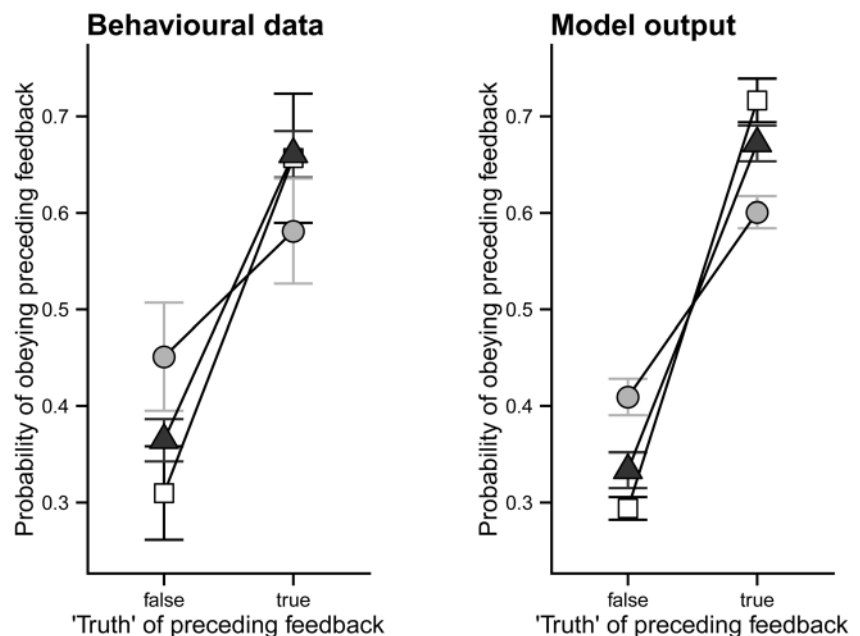 Behavioural data
Probability of obeying preceding feedback
0.7
0.6
0.5
0.4
0.3
false
true
'Truth' of preceding feedback
Model output
Probability of obeying preceding feedback
0.7
0.6
0.5
0.4
0.3
false
true
'Truth' of preceding feedback